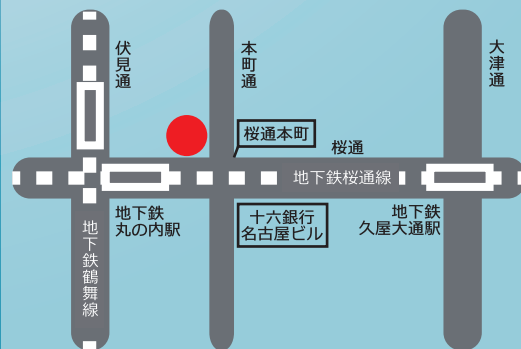 伏見通
本町通
大津通
桜通本町
桜通
地下鉄桜通線
地下鉄
丸の内駅
十六銀行
名古屋ビル
地下鉄
久屋大通駅
地下鉄鶴舞線